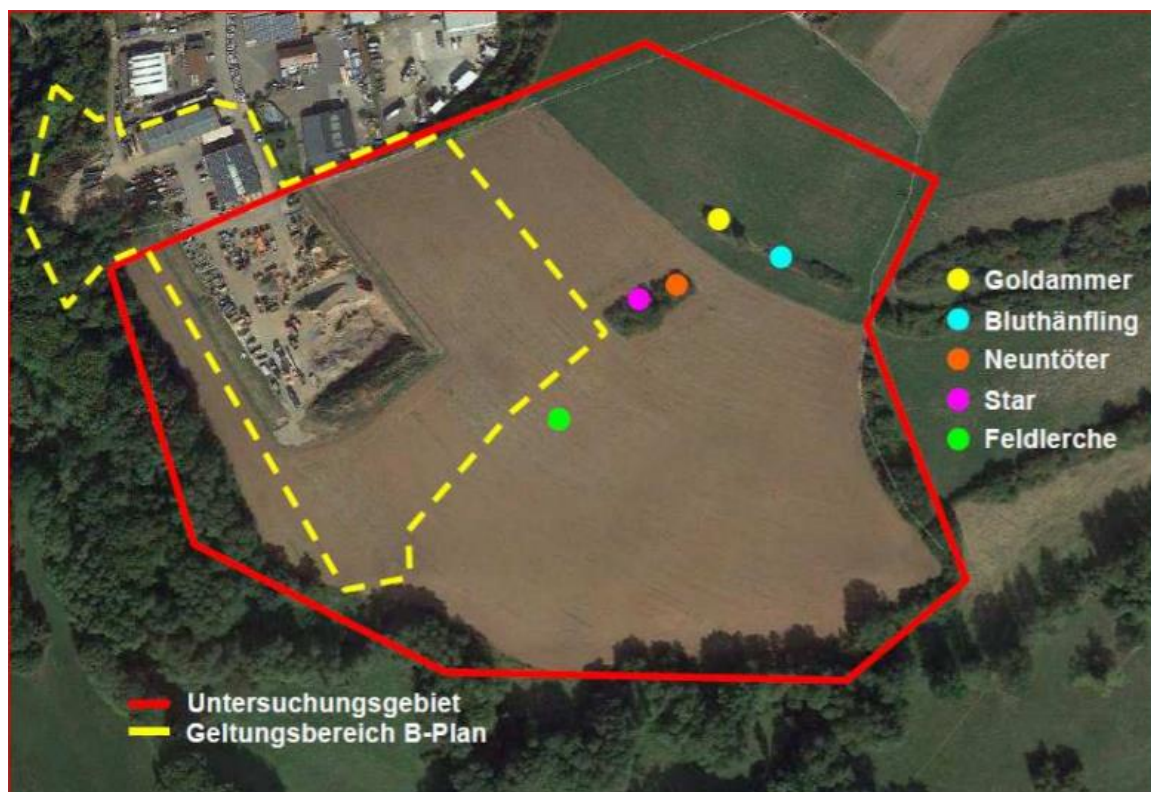 Goldammer
Bluthänfling
Neuntöter
Star
Feldlerche
Untersuchungsgebiet
Geltungsbereich B-Plan